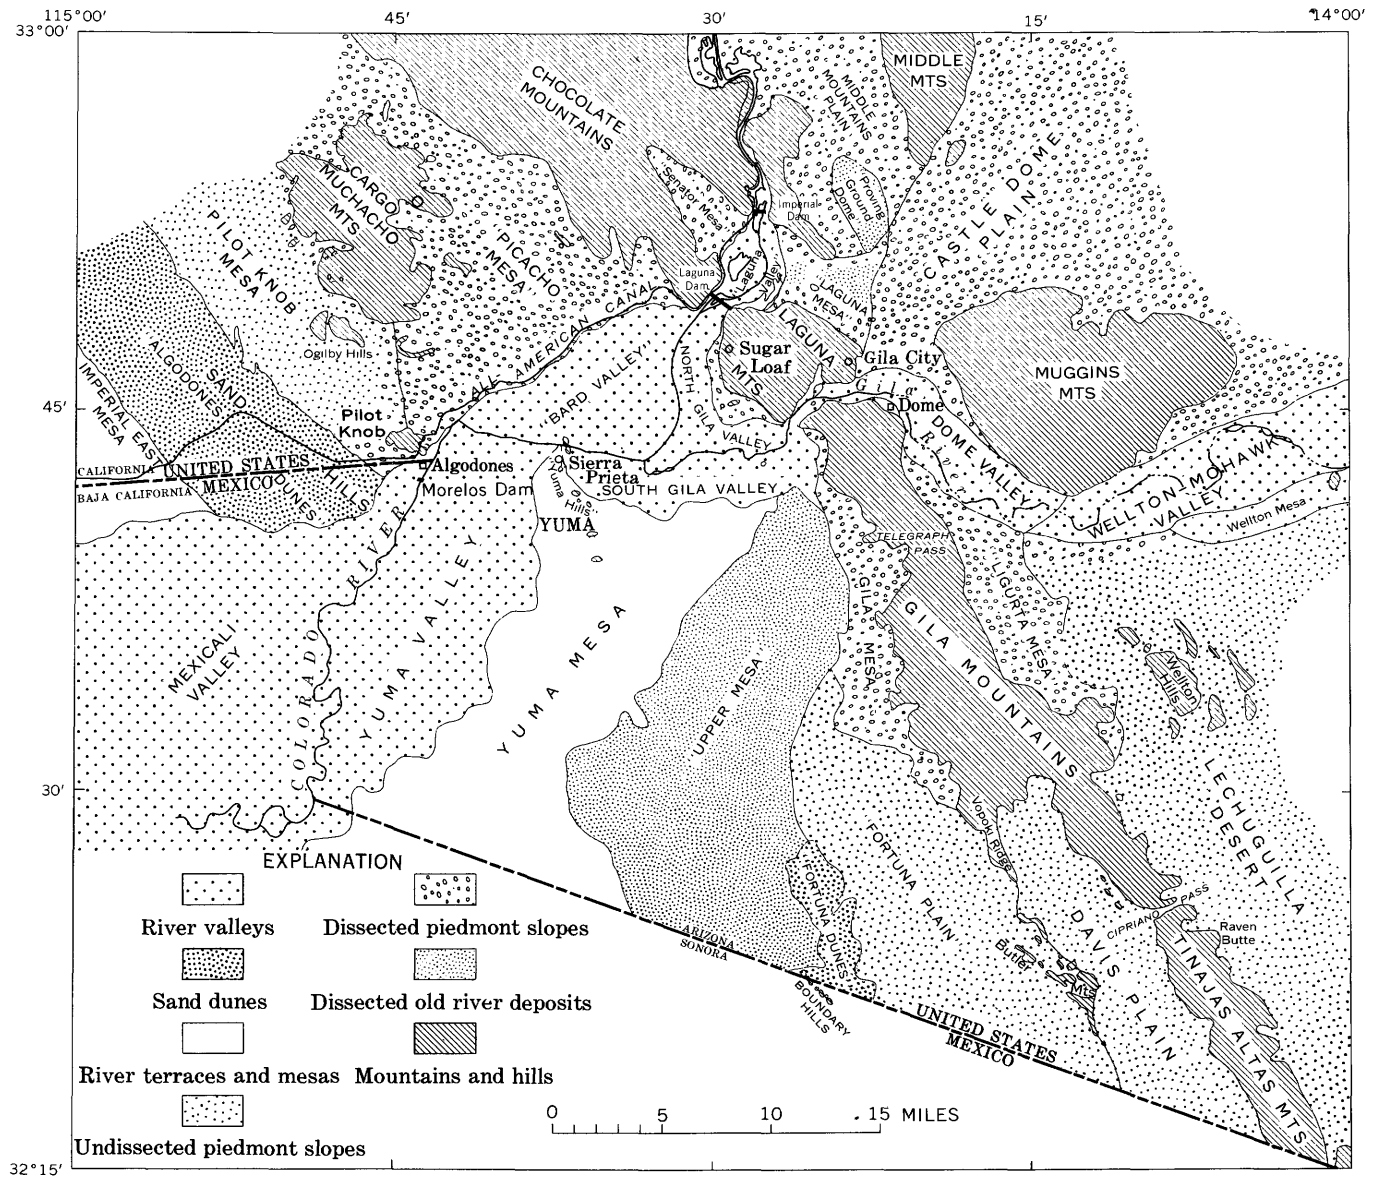 115°00′ 45′ 30′ 15′ 14°00′
33°00′
MIDDLE
MTS
CHOCOLATE
MOUNTAINS
MIDDLE
MOUNTAINS
PLAIN
CARGO
MUCHACHO
MTS
Senator Mesa
Imperial
Dam
Proving
Ground
Dome
CASTLE DOME
PLAIN
PILOT KNOB
MESA
PICACHO
MESA
Laguna
Dam
Laguna
Valley
LAGUNA
MESA
ALL AMERICAN CANAL
Ogilby Hills
ALGODONES
SAND
HILLS
DUNES
IMPERIAL EAST
MESA
"BARD VALLEY"
NORTH
GILA
VALLEY
LAGUNA
MTS
Sugar
Loaf
Gila City
Gila
River
Dome
MUGGINS
MTS
45′
Pilot
Knob
DOME VALLEY
WELLTON-MOHAWK
VALLEY
Wellton Mesa
CALIFORNIA
UNITED STATES
BAJA CALIFORNIA
MEXICO
Algodones
Morelos Dam
Sierra
Prieta
Yuma
Hills
SOUTH GILA VALLEY
YUMA
TELEGRAPH
PASS
COLORADO RIVER
MEXICALI
VALLEY
YUMA VALLEY
YUMA MESA
"UPPER MESA"
GILA
MESA
GILA MOUNTAINS
LIGURTA MESA
Wellton
Hills
LECHUGUILLA
DESERT
30′
Vopoki Ridge
"FORTUNA PLAIN"
"FORTUNA DUNES"
DAVIS PLAIN
CIPRIANO PASS
Raven
Butte
Butler
Mts
TINAJAS ALTAS MTS
ARIZONA
SONORA
BOUNDARY
HILLS
UNITED STATES
MEXICO
EXPLANATION
River valleys
Dissected piedmont slopes
Sand dunes
Dissected old river deposits
River terraces and mesas
Mountains and hills
Undissected piedmont slopes
0 5 10 15 MILES
32°15′